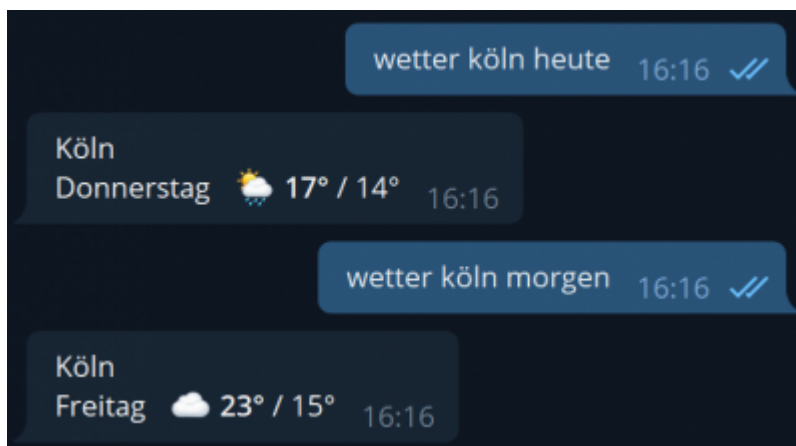 wetter köln heute 16:16
Köln
Donnerstag 🌦 17° / 14° 16:16
wetter köln morgen 16:16
Köln
Freitag ☁️ 23° / 15° 16:16